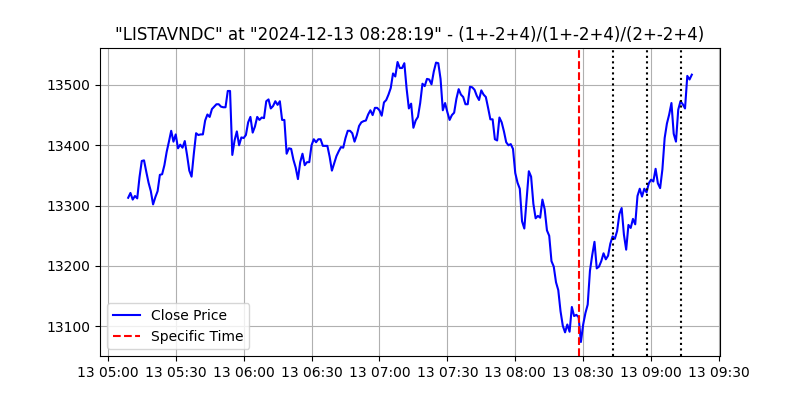 "LISTAVNDC" at "2024-12-13 08:28:19" - (1+-2+4)/(1+-2+4)/(2+-2+4)
13500
13400
13300
13200
13100
Close Price
Specific Time
13 05:00 13 05:30 13 06:00 13 06:30 13 07:00 13 07:30 13 08:00 13 08:30 13 09:00 13 09:30